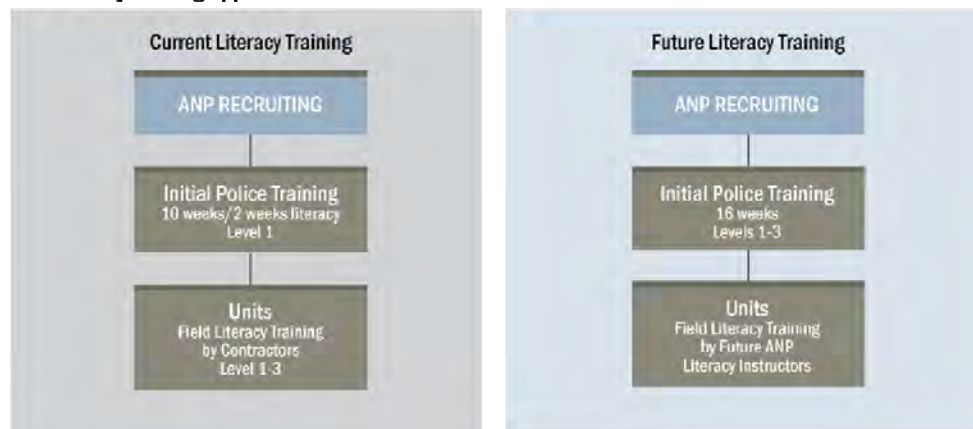 Current Literacy Training
ANP RECRUITING
Initial Police Training
10 weeks/2 weeks literacy
Level 1
Units
Field Literacy Training
by Contractors
Level 1-3
Future Literacy Training
ANP RECRUITING
Initial Police Training
16 weeks
Levels 1-3
Units
Field Literacy Training
by Future ANP
Literacy Instructors